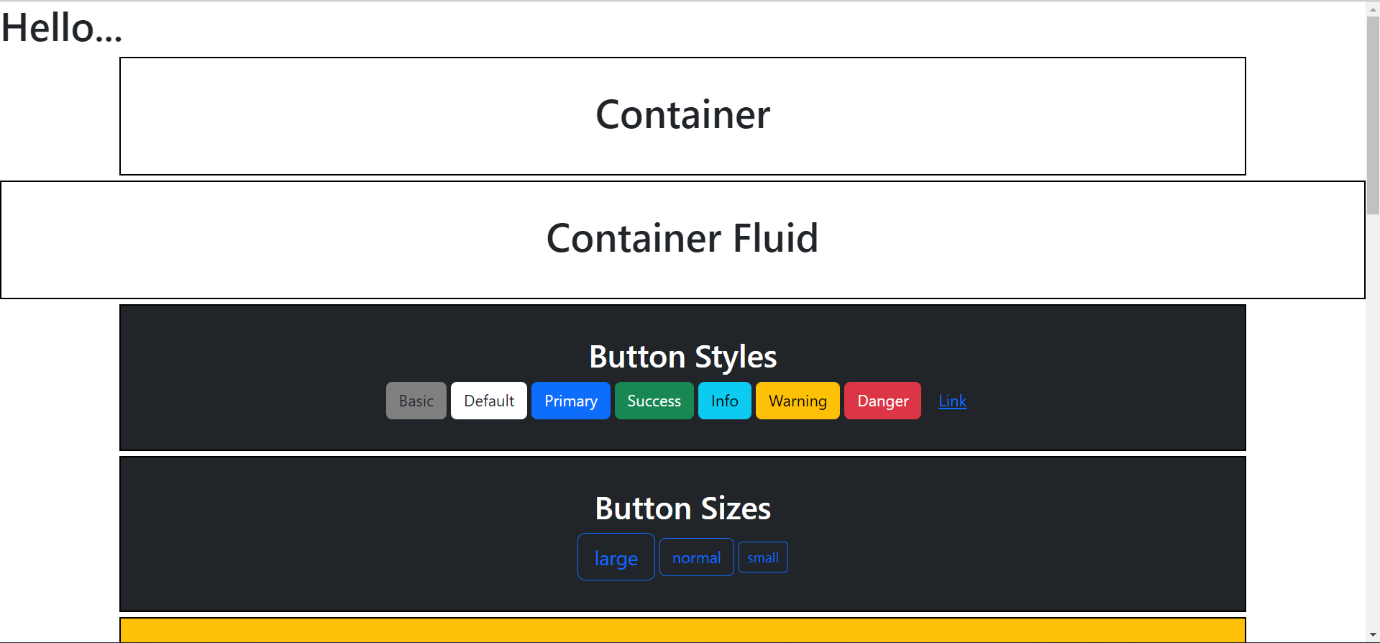 Hello...
Container
Container Fluid
Button Styles
Basic Default Primary Success Info Warning Danger Link
Button Sizes
large normal small